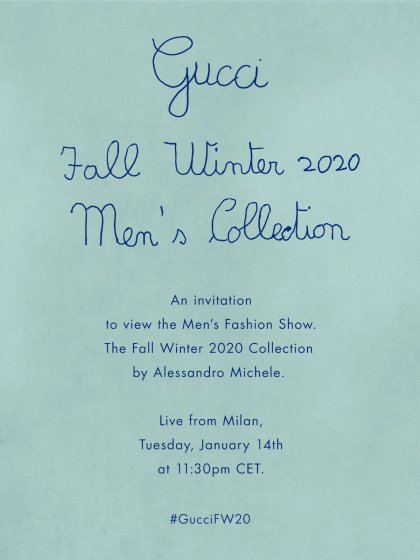 Gucci
Fall Winter 2020
Men's Collection
An invitation
to view the Men’s Fashion Show.
The Fall Winter 2020 Collection
by Alessandro Michele.
Live from Milan,
Tuesday, January 14th
at 11:30pm CET.
#GucciFW20